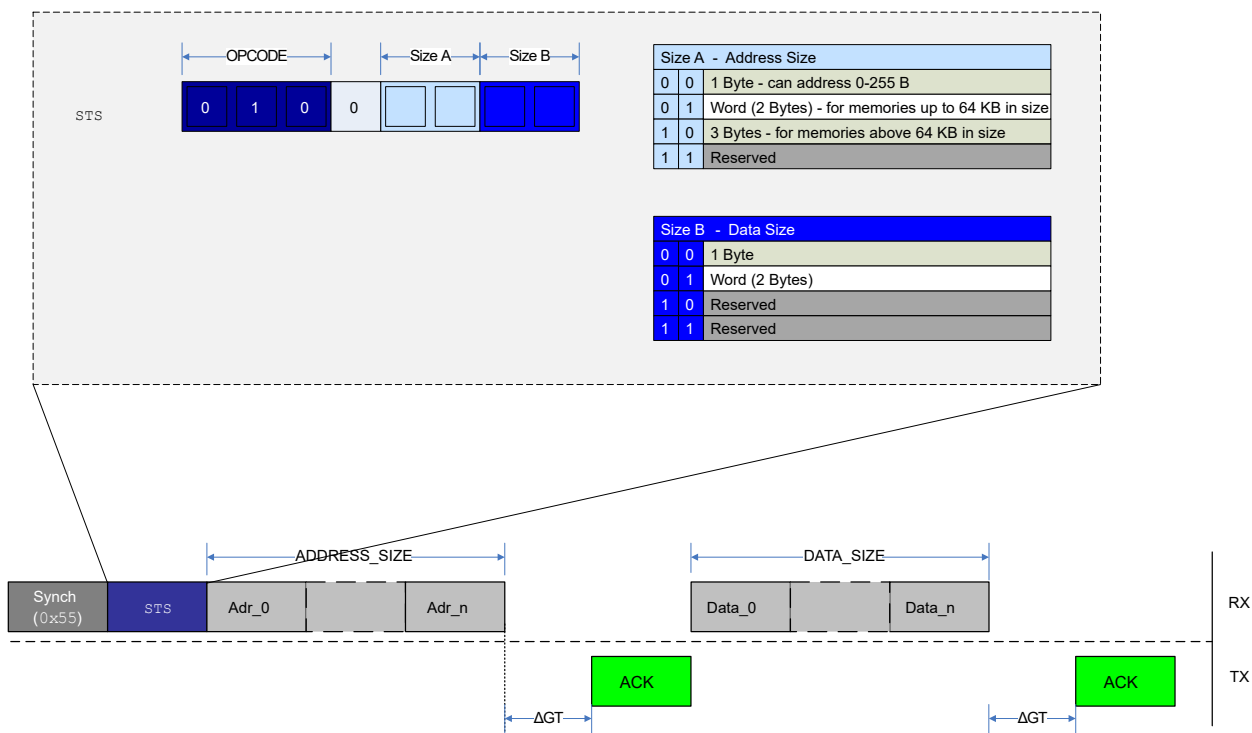 OPCODE
Size A
Size B
STS
0 1 0 0
Size A - Address Size
0 0 1 Byte - can address 0-255 B
0 1 Word (2 Bytes) - for memories up to 64 KB in size
1 0 3 Bytes - for memories above 64 KB in size
1 1 Reserved
Size B - Data Size
0 0 1 Byte
0 1 Word (2 Bytes)
1 0 Reserved
1 1 Reserved
ADDRESS_SIZE
DATA_SIZE
Synch
(0x55)
STS
Adr_0
Adr_n
Data_0
Data_n
RX
ACK
ACK
TX
ΔGT
ΔGT